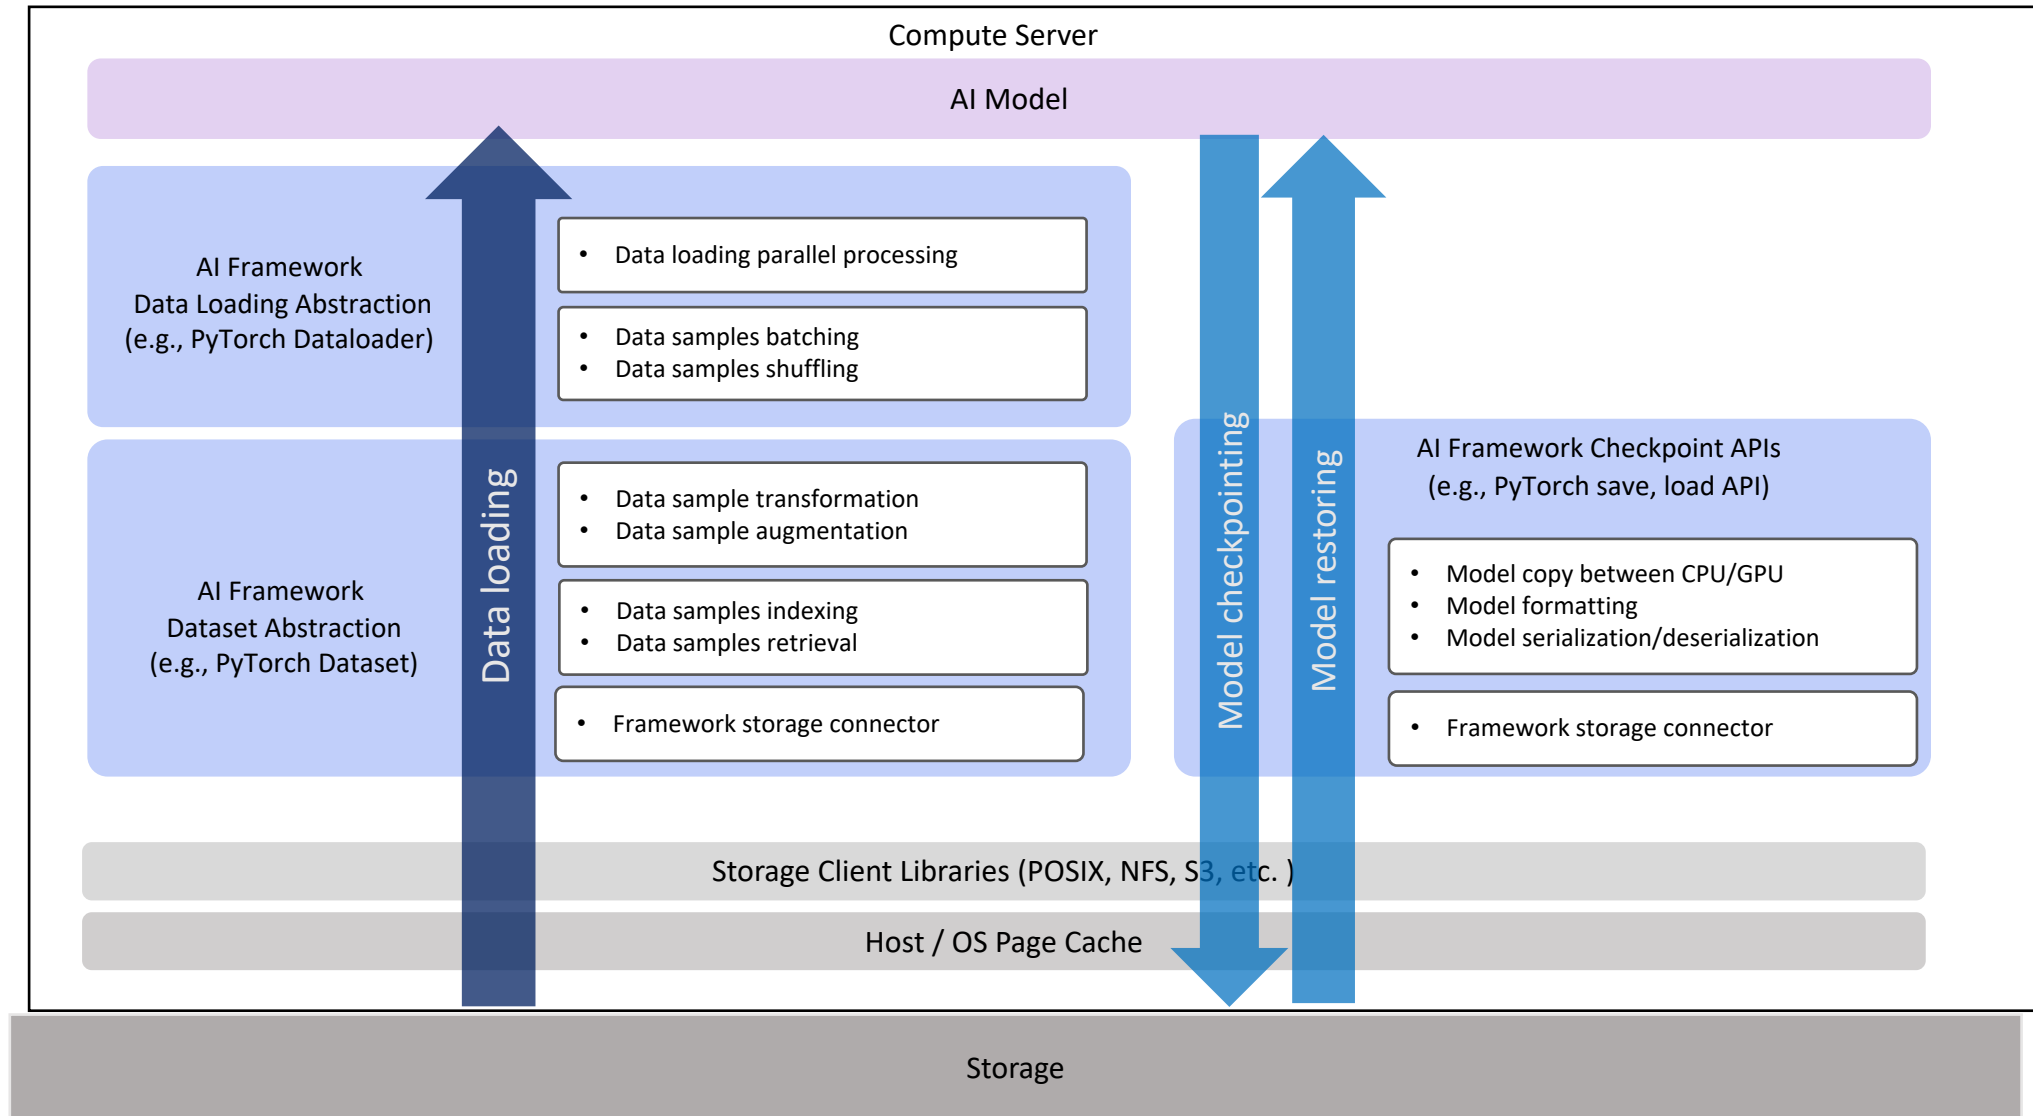 Compute Server
AI Model
AI Framework
Data Loading Abstraction
(e.g., PyTorch Dataloader)
• Data loading parallel processing
• Data samples batching
• Data samples shuffling
AI Framework
Dataset Abstraction
(e.g., PyTorch Dataset)
Data loading
• Data sample transformation
• Data sample augmentation
• Data samples indexing
• Data samples retrieval
• Framework storage connector
Model checkpointing
Model restoring
AI Framework Checkpoint APIs
(e.g., PyTorch save, load API)
• Model copy between CPU/GPU
• Model formatting
• Model serialization/deserialization
• Framework storage connector
Storage Client Libraries (POSIX, NFS, S3, etc. )
Host / OS Page Cache
Storage